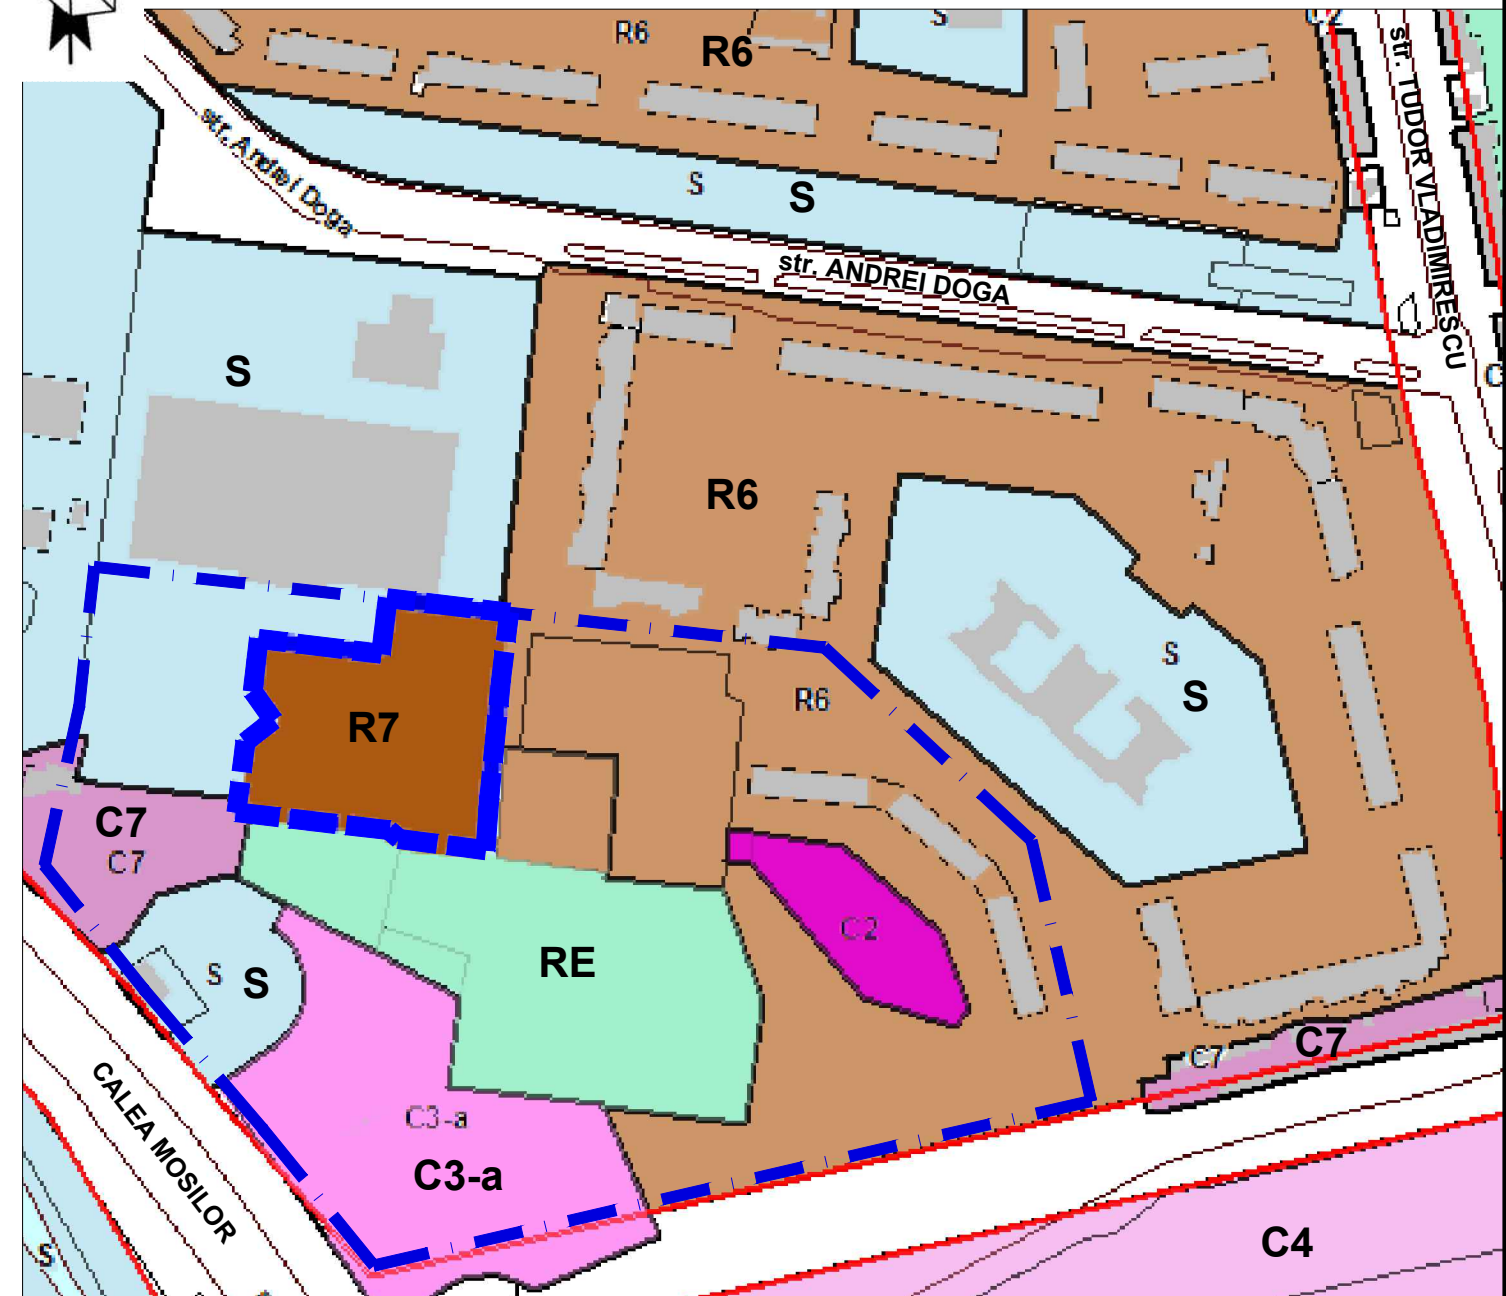 R6
R6
S
S
S
str. Andrei Doga
str. TUDOR VLADIMIRESCU
str. ANDREI DOGA
S
R6
S
S
R6
R7
C7
C7
C2
RE
S
S
C7
C7
C3-a
C3-a
CALEA MOSILOR
C4
S